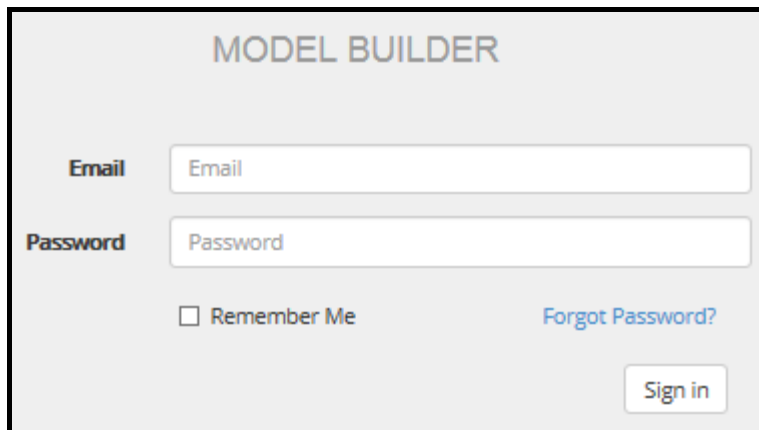 MODEL BUILDER
Email Email
Password Password
Remember Me Forgot Password?
Sign in